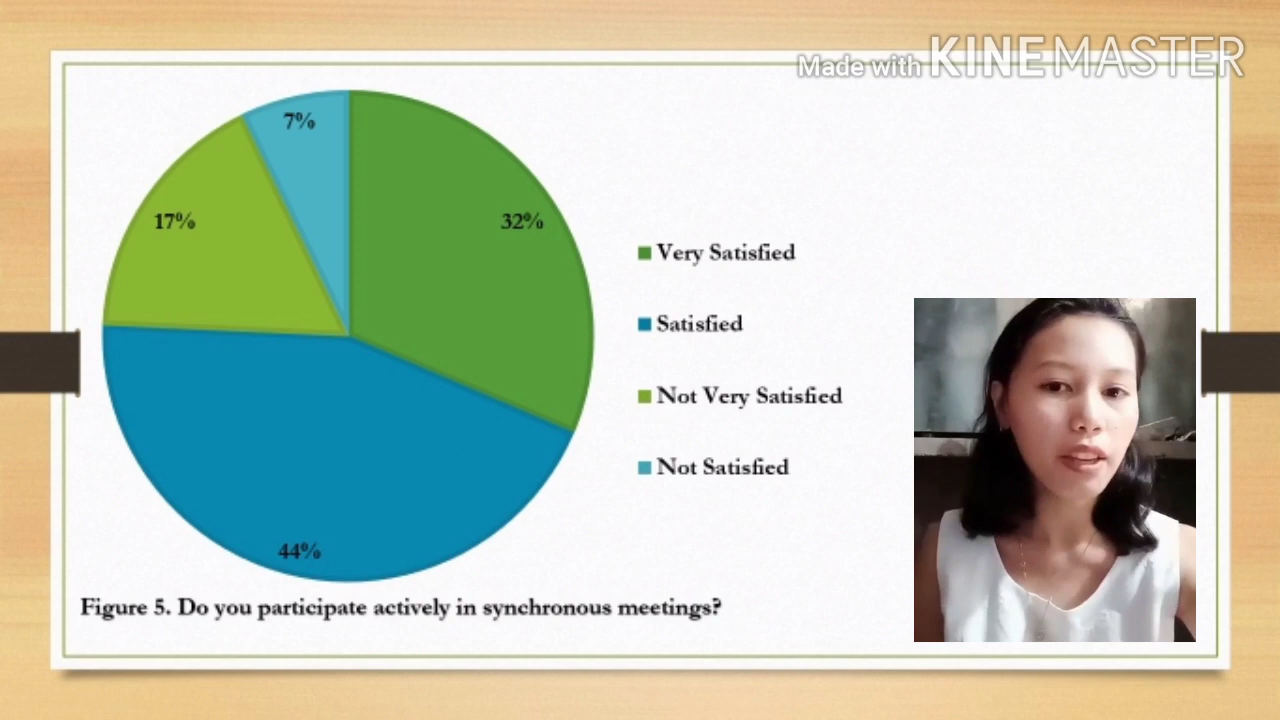 Made with KINEMASTER
7%
17%
32%
Very Satisfied
Satisfied
Not Very Satisfied
Not Satisfied
44%
Figure 5. Do you participate actively in synchronous meetings?